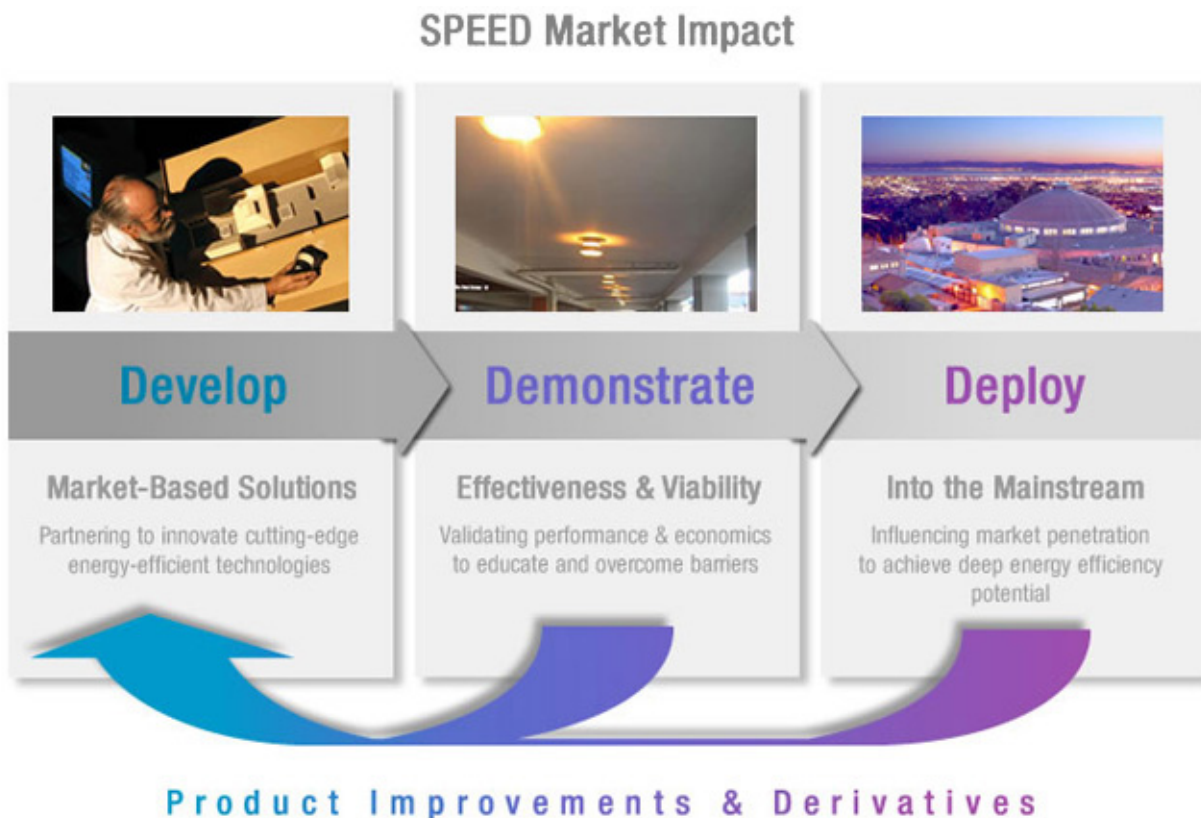 SPEED Market Impact
Develop
Demonstrate
Deploy
Market-Based Solutions
Partnering to innovate cutting-edge
energy-efficient technologies
Effectiveness & Viability
Validating performance & economics
to educate and overcome barriers
Into the Mainstream
Influencing market penetration
to achieve deep energy efficiency
potential
Product Improvements & Derivatives